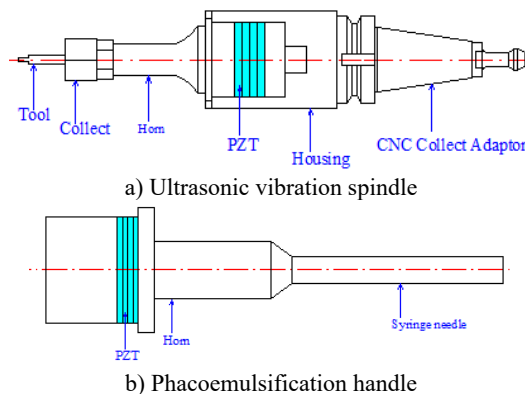 Tool
Collect
Horn
PZT
Housing
CNC Collect Adaptor
a) Ultrasonic vibration spindle
PZT
Horn
Syringe needle
b) Phacoemulsification handle